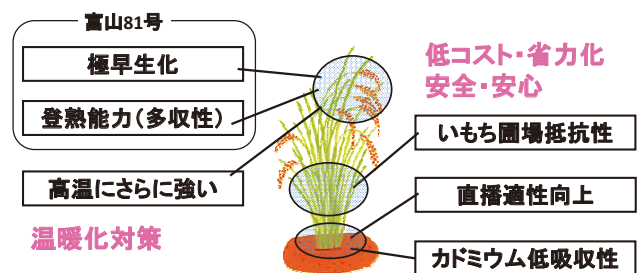 富山81号
極早生化
登熟能力(多収性)
高温にさらに強い
温暖化対策
低コスト・省力化
安全・安心
いもち圃場抵抗性
直播適性向上
カドミウム低吸収性